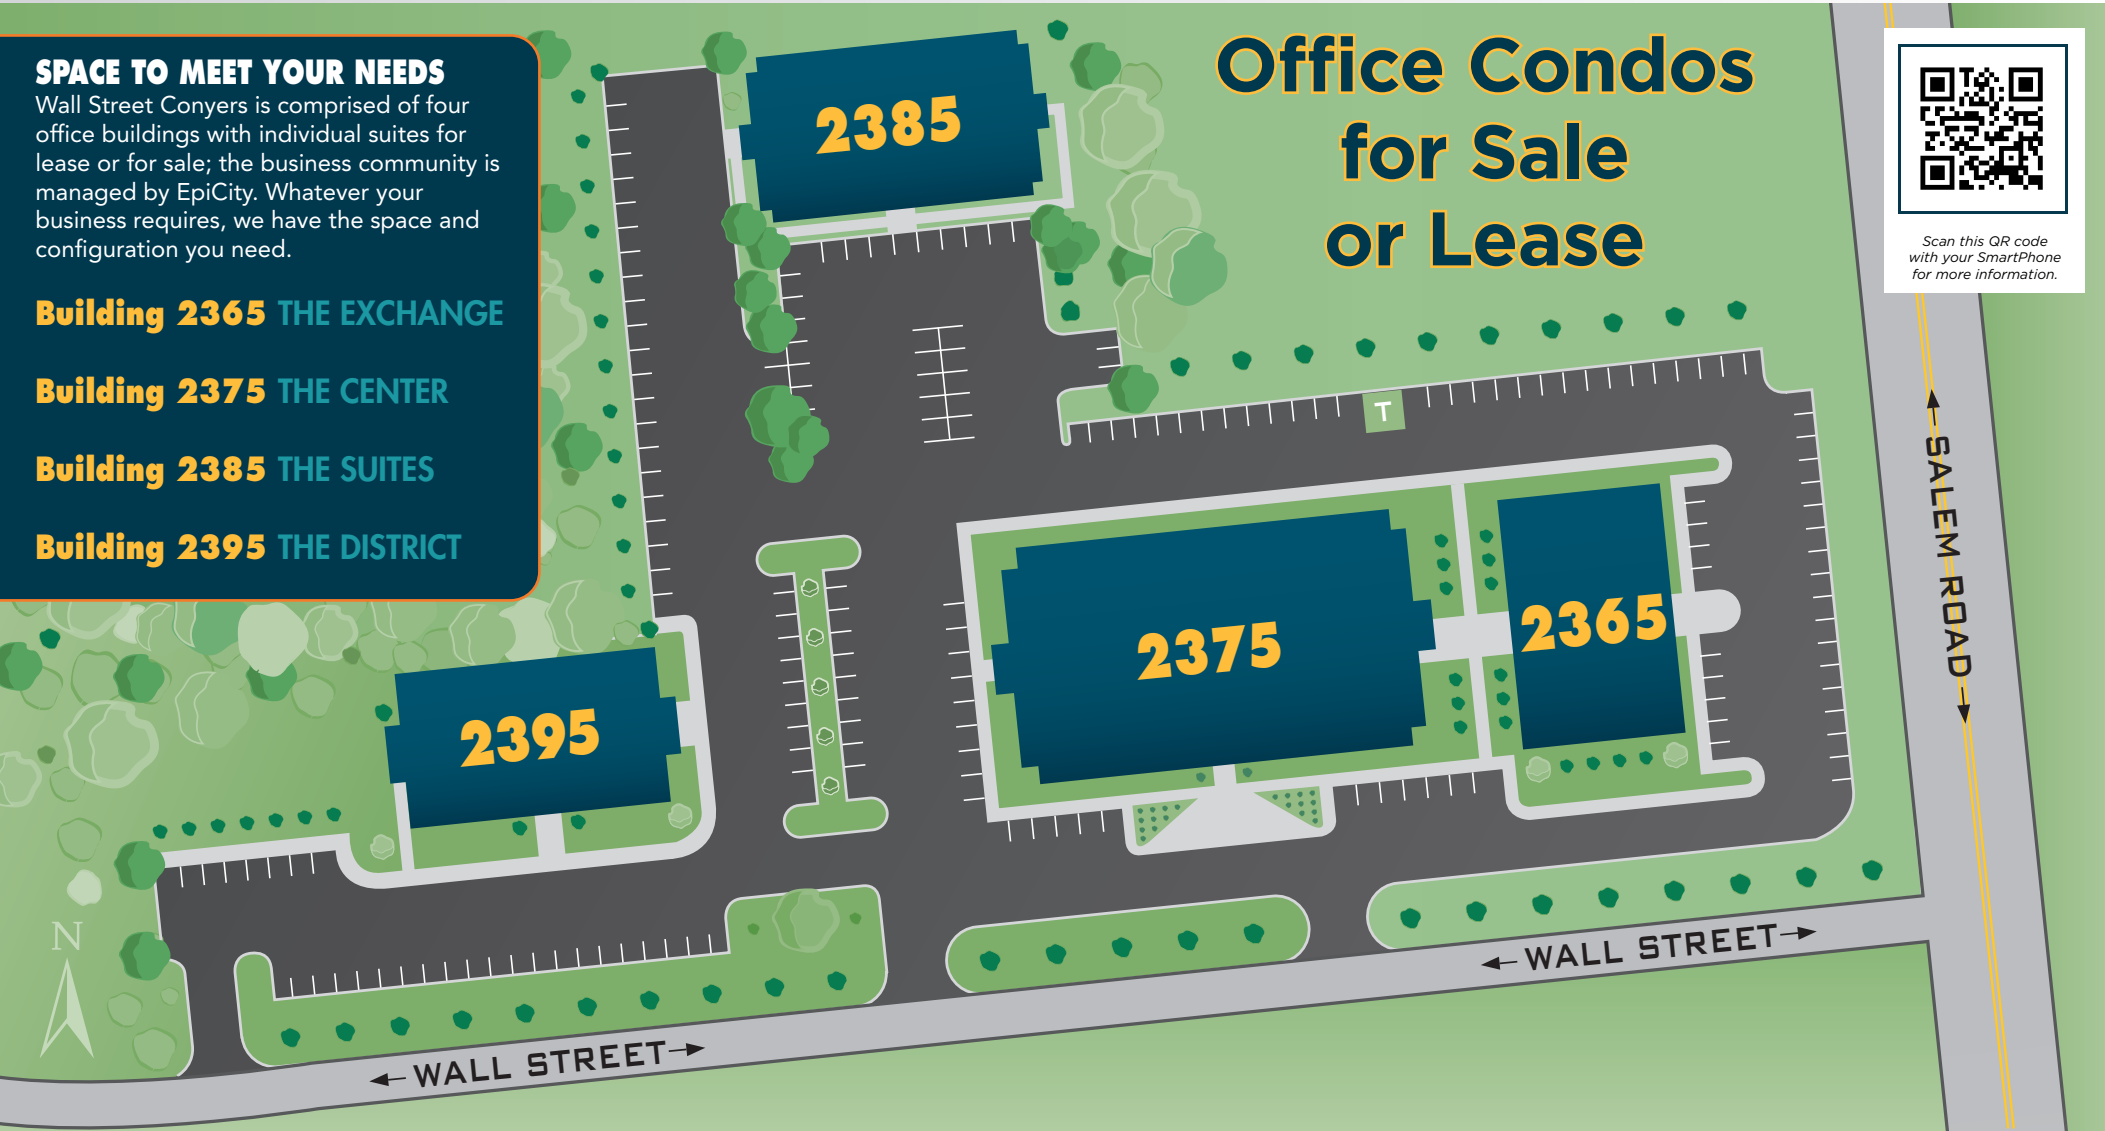 SPACE TO MEET YOUR NEEDS
Wall Street Conyers is comprised of four
office buildings with individual suites for
lease or for sale; the business community is
managed by EpiCity. Whatever your
business requires, we have the space and
configuration you need.
Building 2365 THE EXCHANGE
Building 2375 THE CENTER
Building 2385 THE SUITES
Building 2395 THE DISTRICT
Office Condos
for Sale
or Lease
Scan this QR code
with your SmartPhone
for more information.
2385
T
2375
2365
2395
SALEM ROAD
WALL STREET
WALL STREET
N